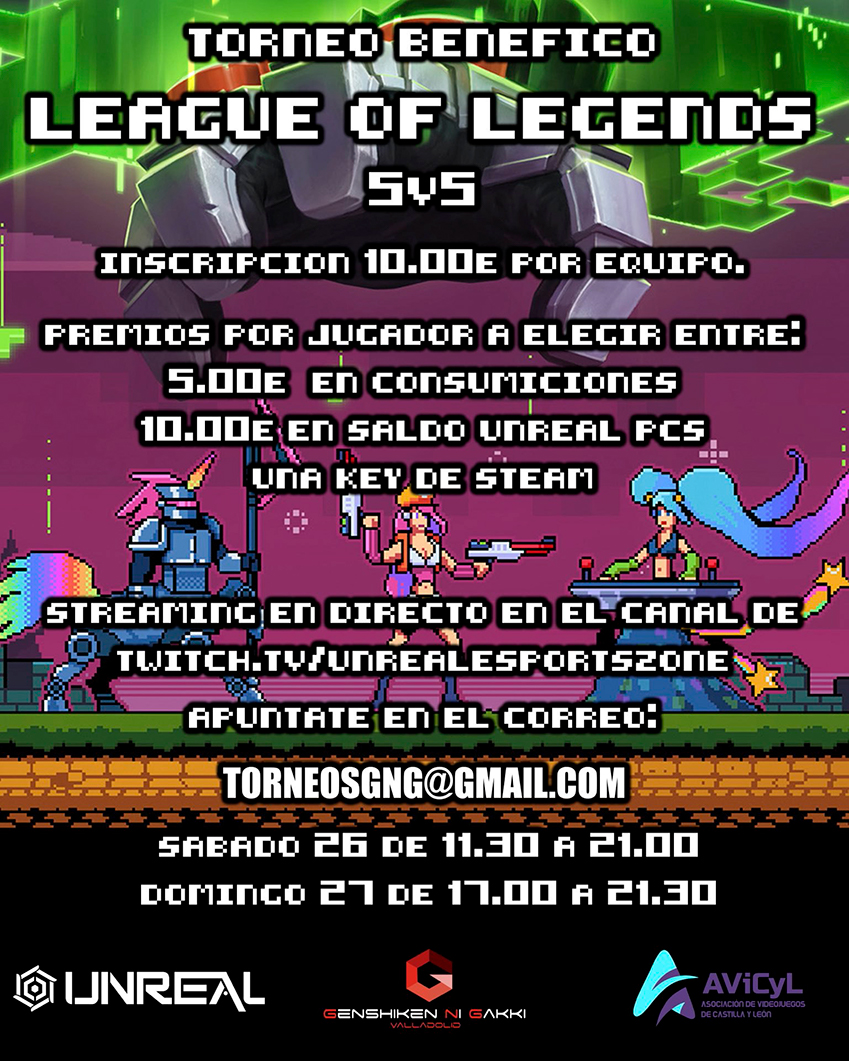 TORNEO BENEFICO
LEAGUE OF LEGENDS
5v5
INSCRIPCION 10.00E POR EQUIPO.
PREMIOS POR JUGADOR A ELEGIR ENTRE:
5.00E EN CONSUMICIONES
10.00E EN SALDO UNREAL PCS
UNA KEY DE STEAM
STREAMING EN DIRECTO EN EL CANAL DE
TWITCH.TV/UNREALESPORTSZONE
APUNTATE EN EL CORREO:
TORNEOSGNG@GMAIL.COM
SABADO 26 DE 11.30 A 21.00
DOMINGO 27 DE 17.00 A 21.30
UNREAL
GENSHIKEN NI GAKKI
VALLADOLID
AViCyL
ASOCIACIÓN DE VIDEOJUEGOS
DE CASTILLA Y LEÓN